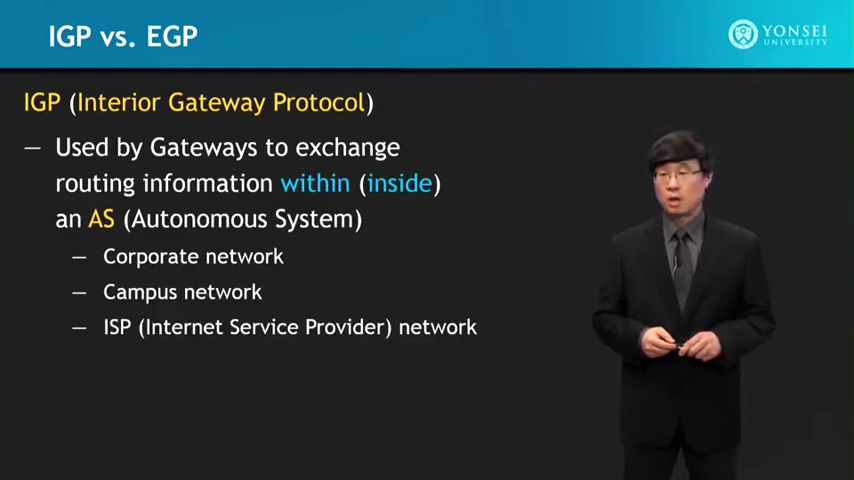 IGP vs. EGP
YONSEI
UNIVERSITY
IGP (Interior Gateway Protocol)
— Used by Gateways to exchange
routing information within (inside)
an AS (Autonomous System)
— Corporate network
— Campus network
— ISP (Internet Service Provider) network